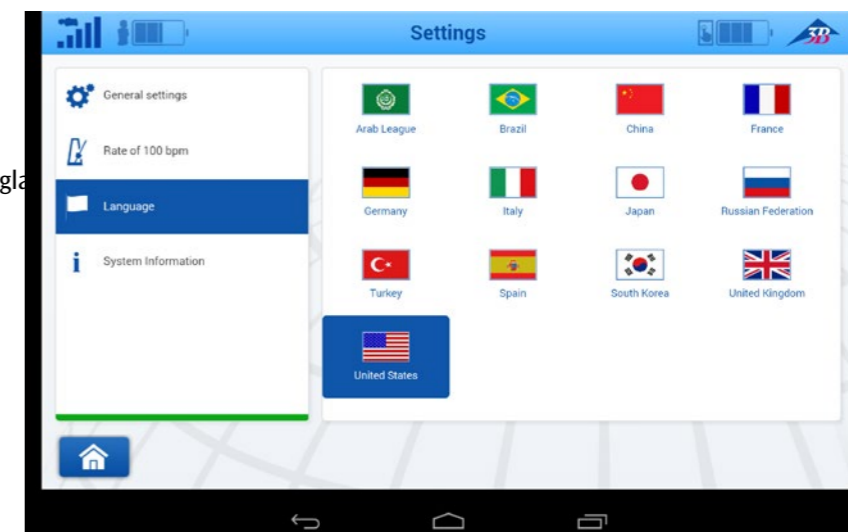 Settings
3B
General settings
Rate of 100 bpm
Language
System Information
Arab League
Brazil
China
France
Germany
Italy
Japan
Russian Federation
Turkey
Spain
South Korea
United Kingdom
United States